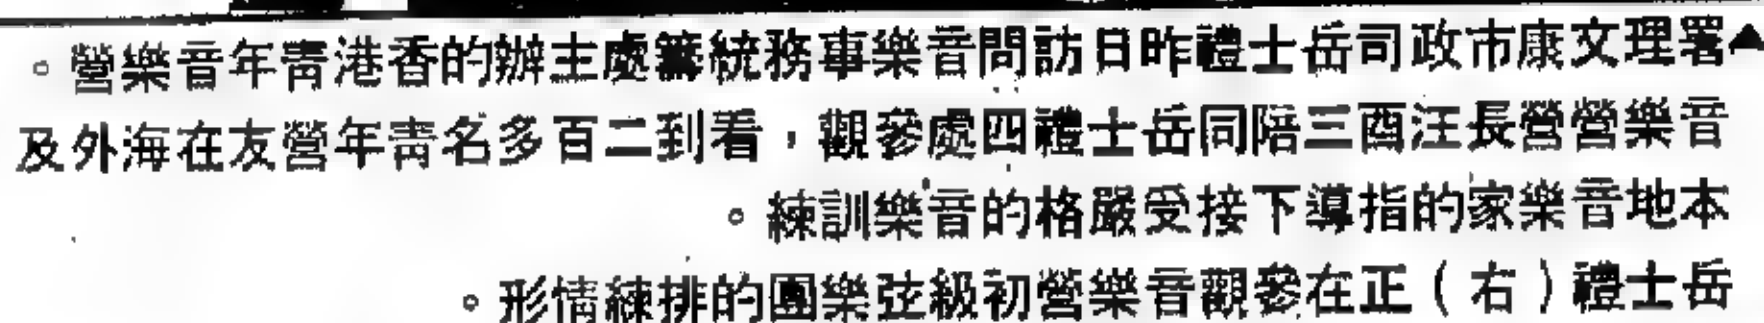 ▲署理文康市政司岳士禮昨日訪問音樂事務統籌處主辦的香港青年音樂營。
音樂營營長汪酉三陪同岳士禮四處參觀，看到二百多名青年營友在海外及
本地音樂家的指導下接受嚴格的音樂訓練。
岳士禮（右）正在參觀音樂營初級弦樂團的排練情形。